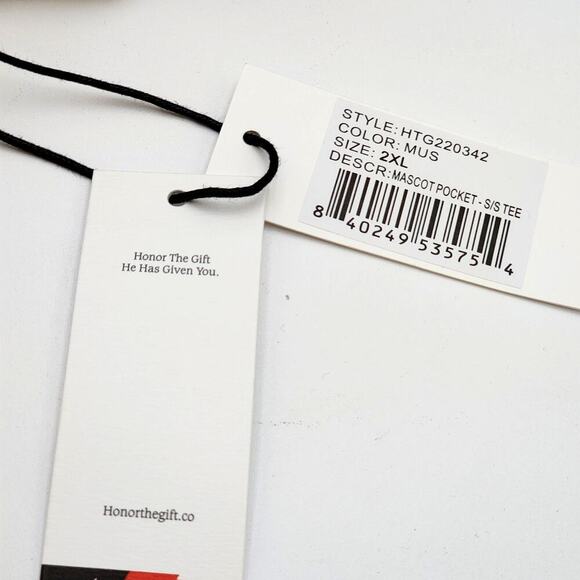 STYLE: HTG220342
COLOR: MUS
SIZE: 2XL
DESCR: MASCOT POCKET - S/S TEE
8 40249 53575 4
Honor The Gift
He Has Given You.
Honorthegift.co